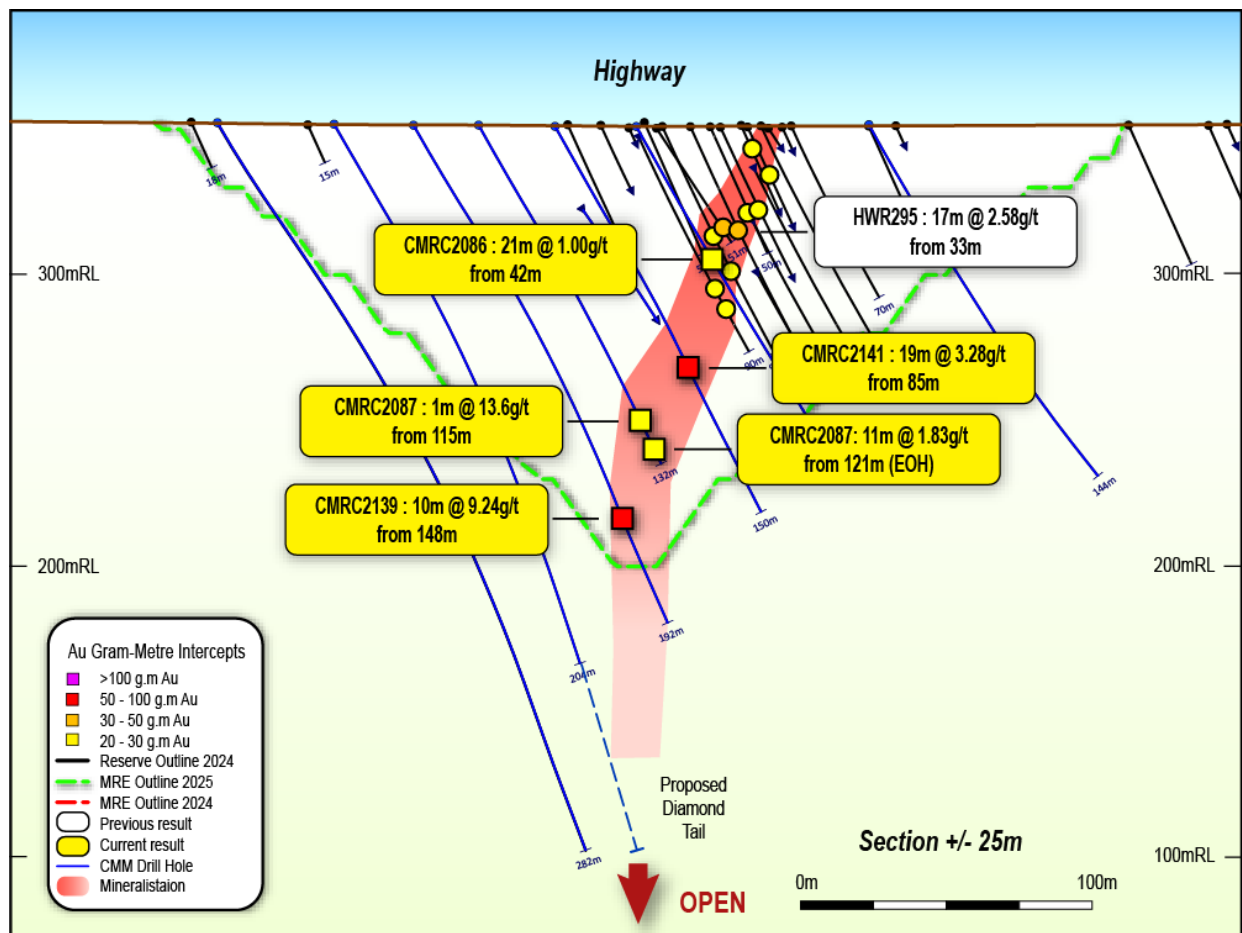 Highway
18m
15m
CMRC2086 : 21m @ 1.00g/t
from 42m
HWR295 : 17m @ 2.58g/t
from 33m
51m
50m
300mRL
300mRL
70m
90m
CMRC2141 : 19m @ 3.28g/t
from 85m
CMRC2087 : 1m @ 13.6g/t
from 115m
CMRC2087: 11m @ 1.83g/t
from 121m (EOH)
132m
144m
150m
CMRC2139 : 10m @ 9.24g/t
from 148m
200mRL
200mRL
192m
204m
Au Gram-Metre Intercepts
>100 g.m Au
50 - 100 g.m Au
30 - 50 g.m Au
20 - 30 g.m Au
Reserve Outline 2024
MRE Outline 2025
MRE Outline 2024
Previous result
Current result
CMM Drill Hole
Mineralistaion
Proposed
Diamond
Tail
282m
Section +/- 25m
100mRL
0m
100m
OPEN